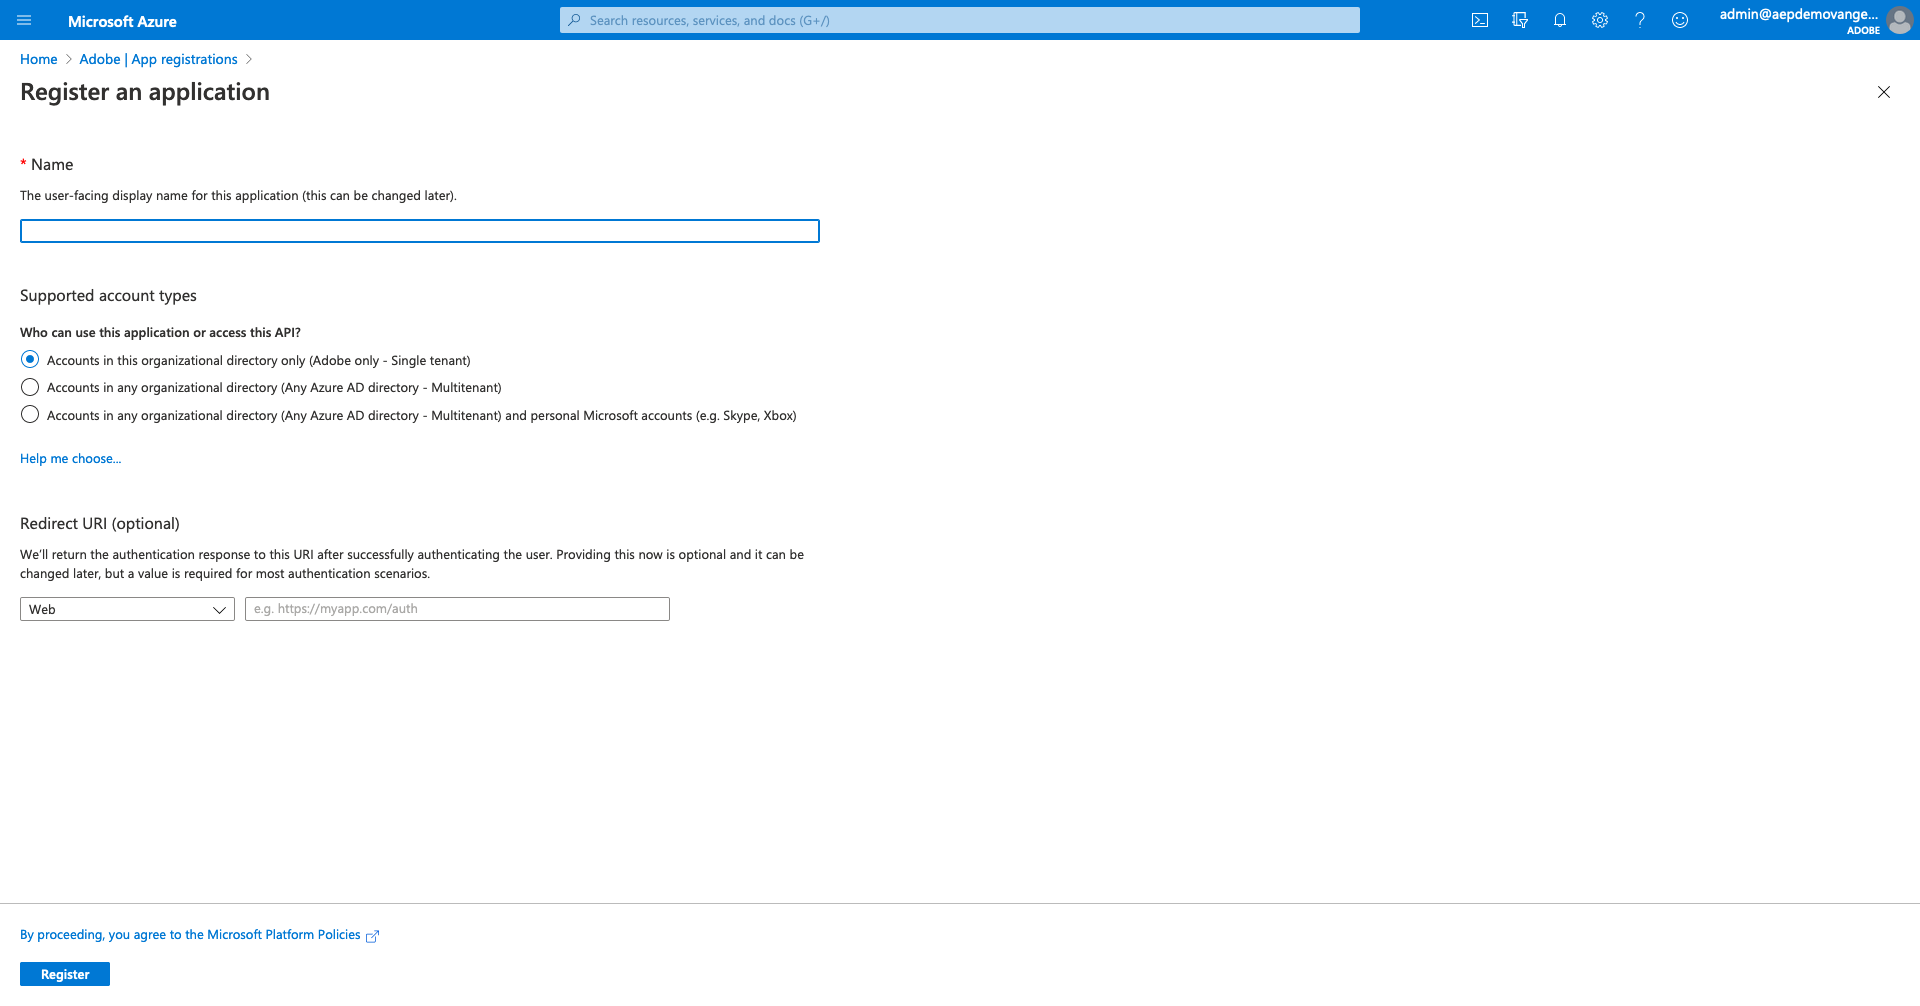 Microsoft Azure
Search resources, services, and docs (G+/)
admin@aepdemovange...
ADOBE
Home > Adobe | App registrations >
Register an application
* Name
The user-facing display name for this application (this can be changed later).
Supported account types
Who can use this application or access this API?
Accounts in this organizational directory only (Adobe only - Single tenant)
Accounts in any organizational directory (Any Azure AD directory - Multitenant)
Accounts in any organizational directory (Any Azure AD directory - Multitenant) and personal Microsoft accounts (e.g. Skype, Xbox)
Help me choose...
Redirect URI (optional)
We'll return the authentication response to this URI after successfully authenticating the user. Providing this now is optional and it can be
changed later, but a value is required for most authentication scenarios.
Web
e.g. https://myapp.com/auth
By proceeding, you agree to the Microsoft Platform Policies
Register